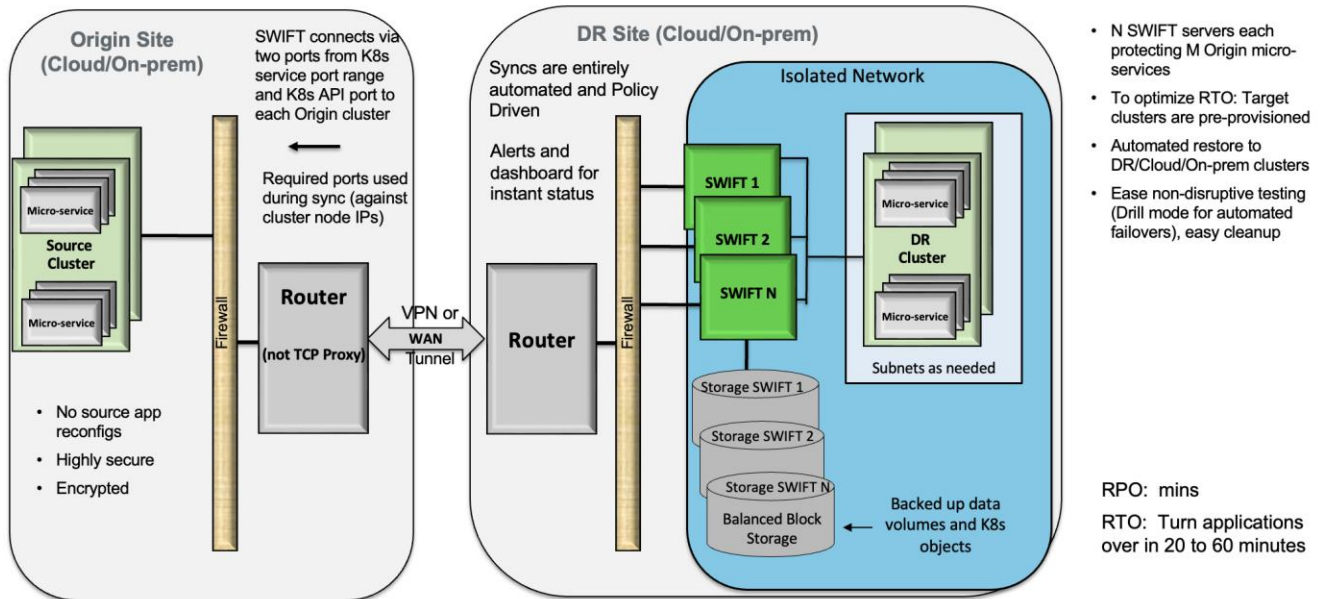 Origin Site
(Cloud/On-prem)
SWIFT connects via
two ports from K8s
service port range
and K8s API port to
each Origin cluster
Required ports used
during sync (against
cluster node IPs)
Micro-service
Source
Cluster
Micro-service
Firewall
Router
(not TCP Proxy)
• No source app
reconfigs
• Highly secure
• Encrypted
VPN or
WAN
Tunnel
DR Site (Cloud/On-prem)
Syncs are entirely
automated and Policy
Driven
Alerts and
dashboard for
instant status
Router
Firewall
Isolated Network
SWIFT 1
SWIFT 2
SWIFT N
Micro-service
DR
Cluster
Micro-service
Subnets as needed
Storage SWIFT 1
Storage SWIFT 2
Storage SWIFT N
Balanced Block
Storage
Backed up data
volumes and K8s
objects
• N SWIFT servers each
protecting M Origin micro-
services
• To optimize RTO: Target
clusters are pre-provisioned
• Automated restore to
DR/Cloud/On-prem clusters
• Ease non-disruptive testing
(Drill mode for automated
failovers), easy cleanup
RPO: mins
RTO: Turn applications
over in 20 to 60 minutes